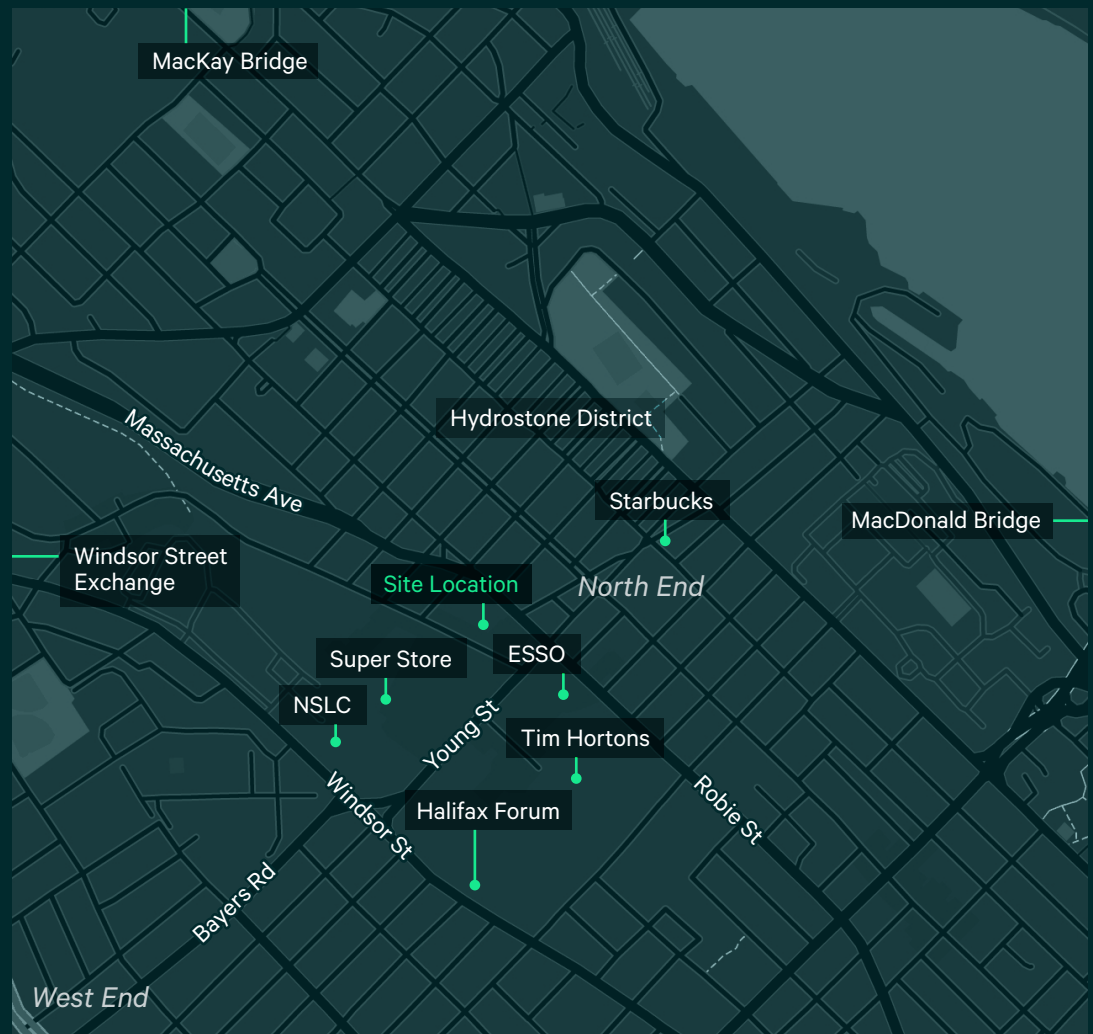 MacKay Bridge
Hydrostone District
Massachusetts Ave
Starbucks
MacDonald Bridge
Windsor Street
Exchange
Site Location
North End
Super Store
ESSO
NSLC
Young St
Tim Hortons
Windsor St
Halifax Forum
Robie St
Bayers Rd
West End